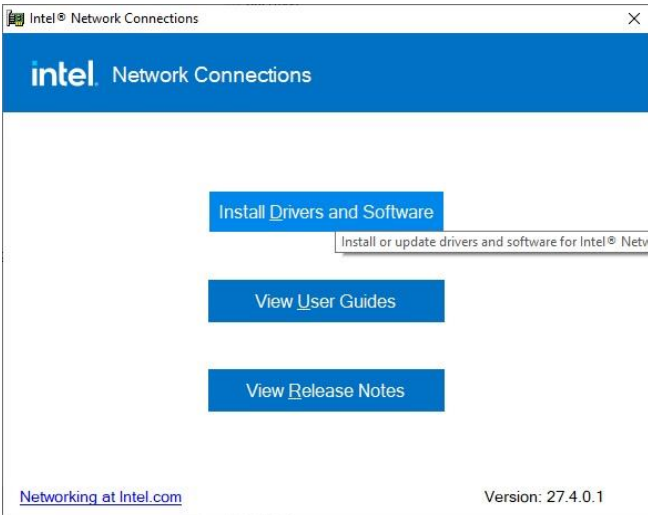 Intel® Network Connections
intel. Network Connections
Install Drivers and Software
Install or update drivers and software for Intel® Netw
View User Guides
View Release Notes
Networking at Intel.com
Version: 27.4.0.1